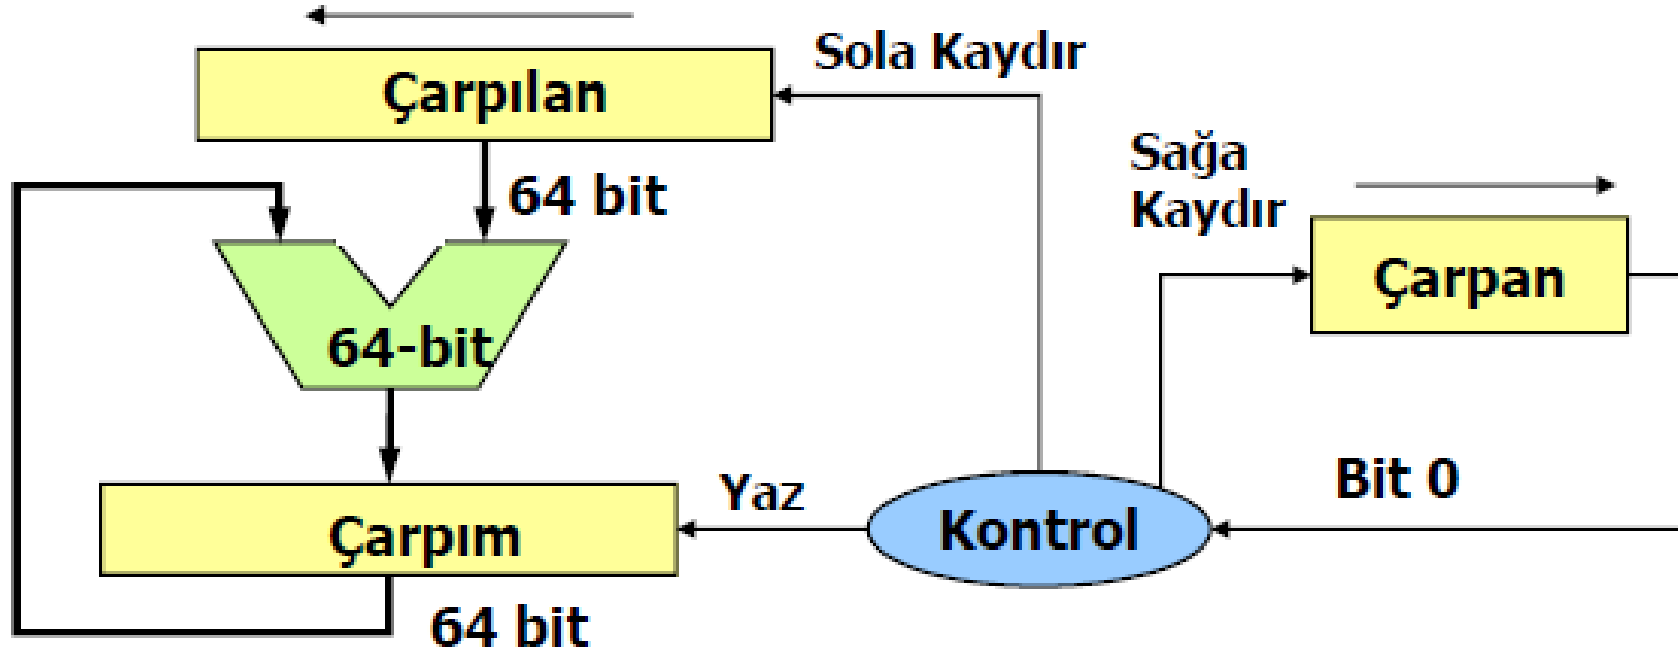 Sola Kaydır
Çarpılan
Sağa
Kaydır
64 bit
Çarpan
64-bit
Bit 0
Yaz
Kontrol
Çarpım
64 bit